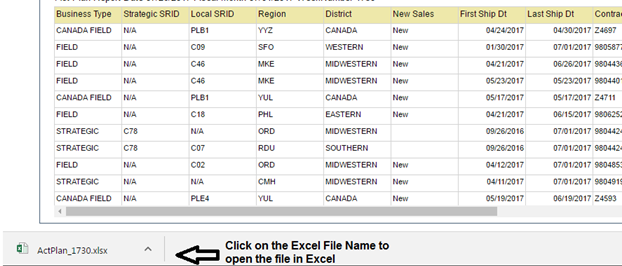 Business Type Strategic SRID Local SRID Region District New Sales First Ship Dt Last Ship Dt Contrac
CANADA FIELD N/A PLB1 YYZ CANADA New 04/24/2017 04/30/2017 Z4697
FIELD N/A C09 SFO WESTERN New 01/30/2017 07/01/2017 9805877
FIELD N/A C46 MKE MIDWESTERN New 04/21/2017 06/26/2017 9804436
FIELD N/A C46 MKE MIDWESTERN New 05/23/2017 05/23/2017 9804401
CANADA FIELD N/A PLB1 YUL CANADA New 05/17/2017 05/17/2017 Z4711
FIELD N/A C18 PHL EASTERN New 04/21/2017 06/15/2017 9806252
STRATEGIC C78 N/A ORD MIDWESTERN 09/26/2016 07/01/2017 9804424
STRATEGIC C78 C07 RDU SOUTHERN 09/26/2016 07/01/2017 9804424
FIELD N/A C02 ORD MIDWESTERN New 04/12/2017 07/01/2017 9804853
STRATEGIC N/A N/A CMH MIDWESTERN New 04/11/2017 07/01/2017 9804919
CANADA FIELD N/A PLE4 YUL CANADA New 05/19/2017 06/19/2017 Z4593
ActPlan_1730.xlsx
Click on the Excel File Name to
open the file in Excel